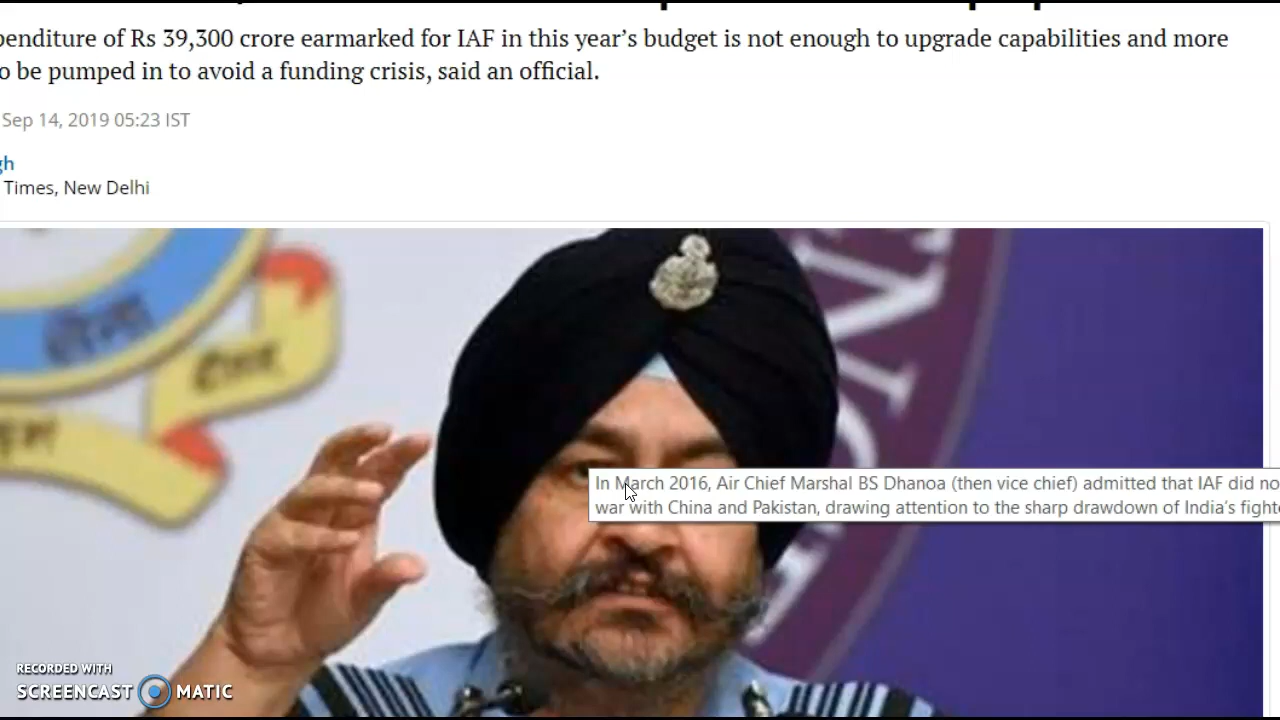 penditure of Rs 39,300 crore earmarked for IAF in this year’s budget is not enough to upgrade capabilities and more
o be pumped in to avoid a funding crisis, said an official.
Sep 14, 2019 05:23 IST
gh
Times, New Delhi
In March 2016, Air Chief Marshal BS Dhanoa (then vice chief) admitted that IAF did no
war with China and Pakistan, drawing attention to the sharp drawdown of India's fight
RECORDED WITH
SCREENCAST MATIC